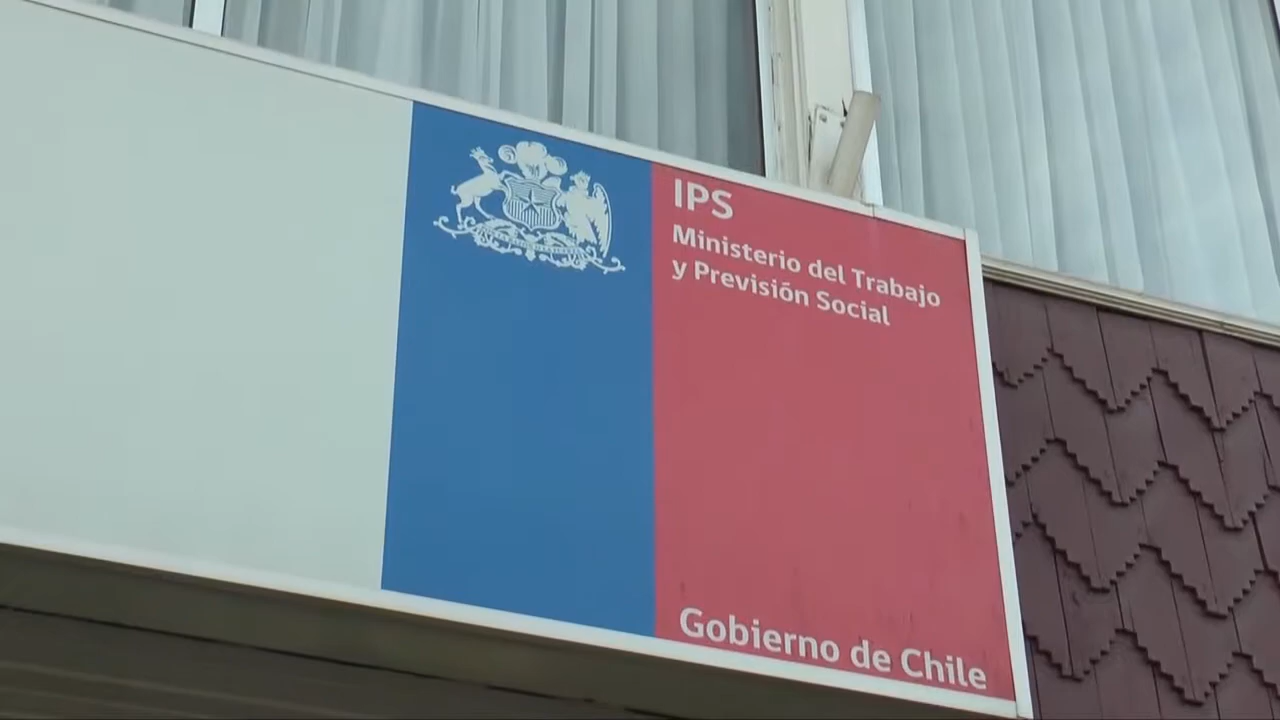 IPS
Ministerio del Trabajo
y Previsión Social
Gobierno de Chile